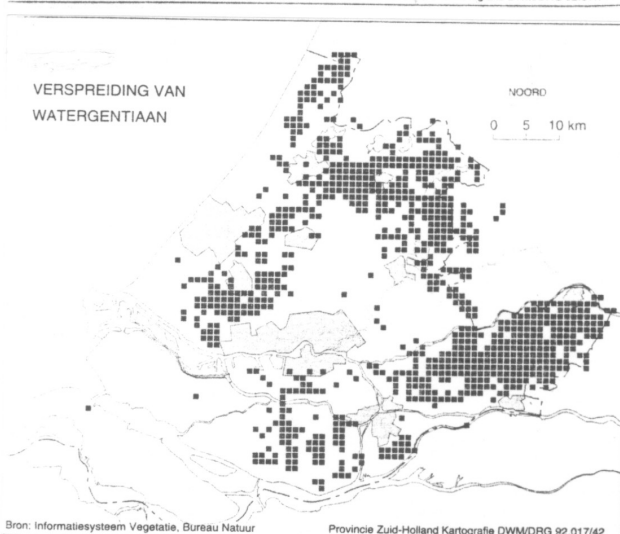 VERSPREIDING VAN
WATERGENTIAAN
NOORD
0 5 10 km
Bron: Informatiesysteem Vegetatie, Bureau Natuur
Provincie Zuid-Holland Kartografie DWM/DRG 92.017/42